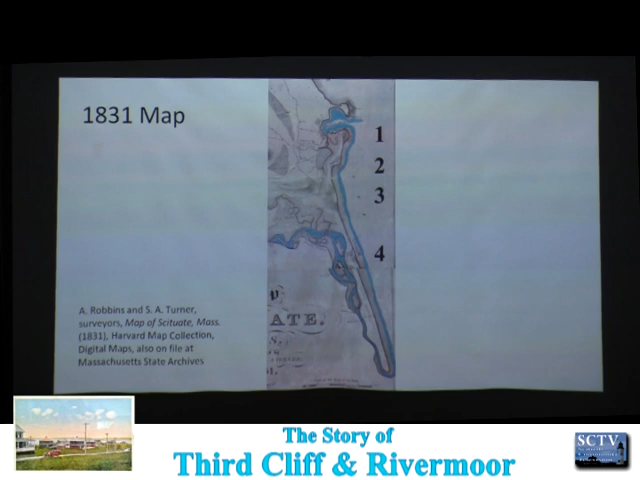 1831 Map
1
2
3
4
ATE.
A. Robbins and S. A. Turner,
surveyors, Map of Scituate, Mass.
(1831), Harvard Map Collection,
Digital Maps, also on file at
Massachusetts State Archives
The Story of
Third Cliff & Rivermoor
SCTV